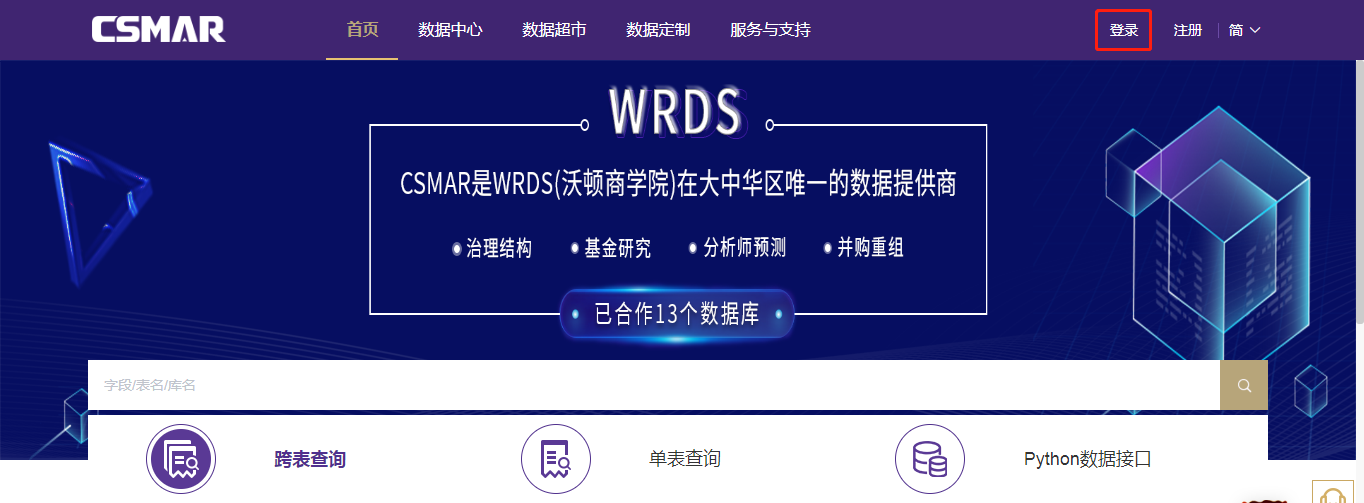 CSMAR 首页 数据中心 数据超市 数据定制 服务与支持 登录 注册 简
WRDS
CSMAR是WRDS(沃顿商学院)在大中华区唯一的数据提供商
治理结构 基金研究 分析师预测 并购重组
已合作13个数据库
字段/表名/库名
跨表查询 单表查询 Python数据接口